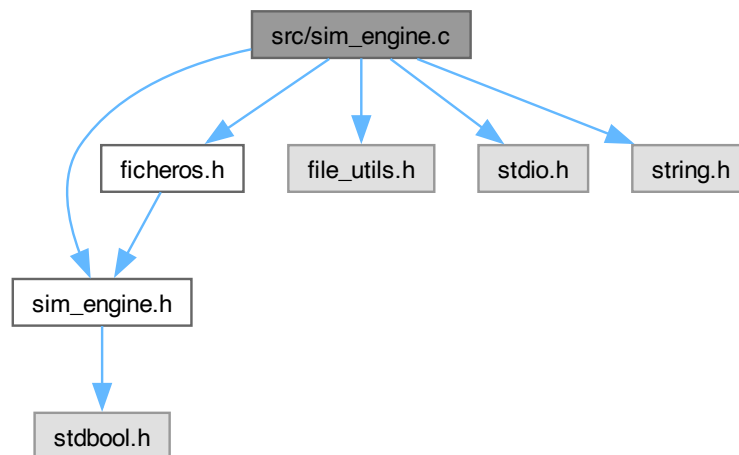 src/sim_engine.c
ficheros.h
file_utils.h
stdio.h
string.h
sim_engine.h
stdbool.h